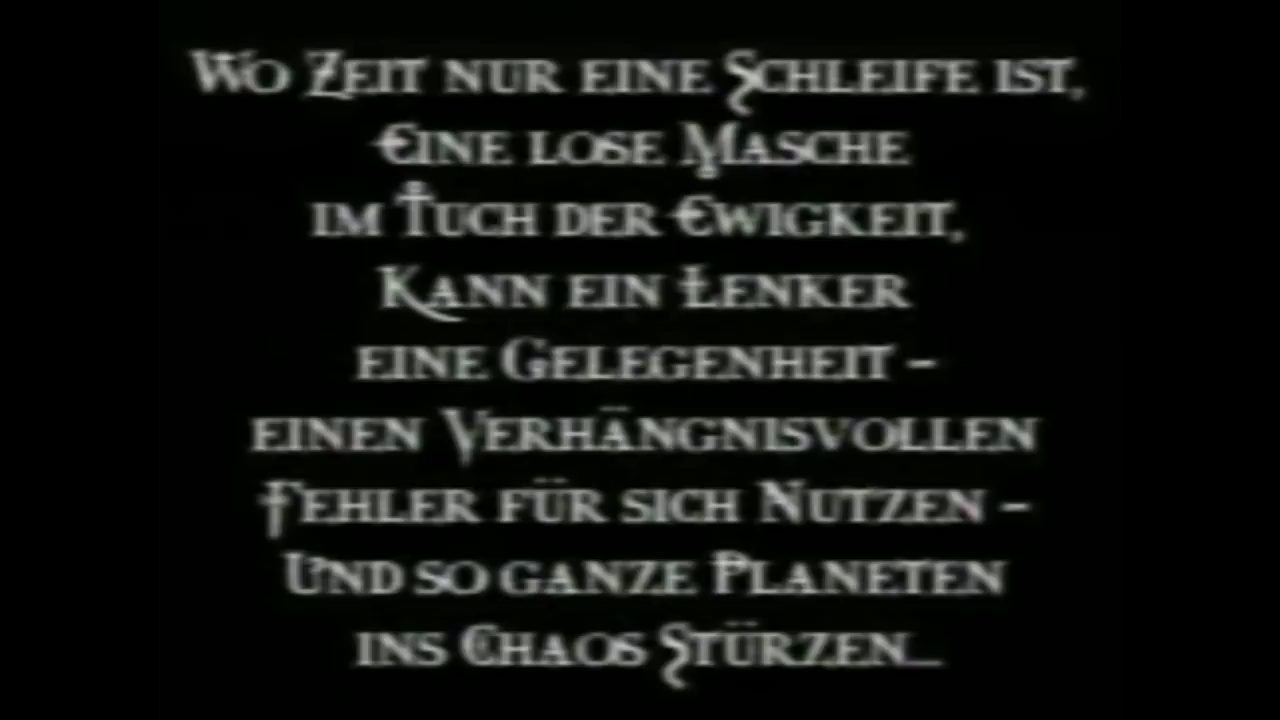 Wo Zeit nur eine Schleife ist,
Eine lose Masche
im Tuch der Ewigkeit,
Kann ein Lenker
eine Gelegenheit -
einen Verhängnisvollen
Fehler für sich Nutzen -
Und so ganze Planeten
ins Chaos Stürzen...